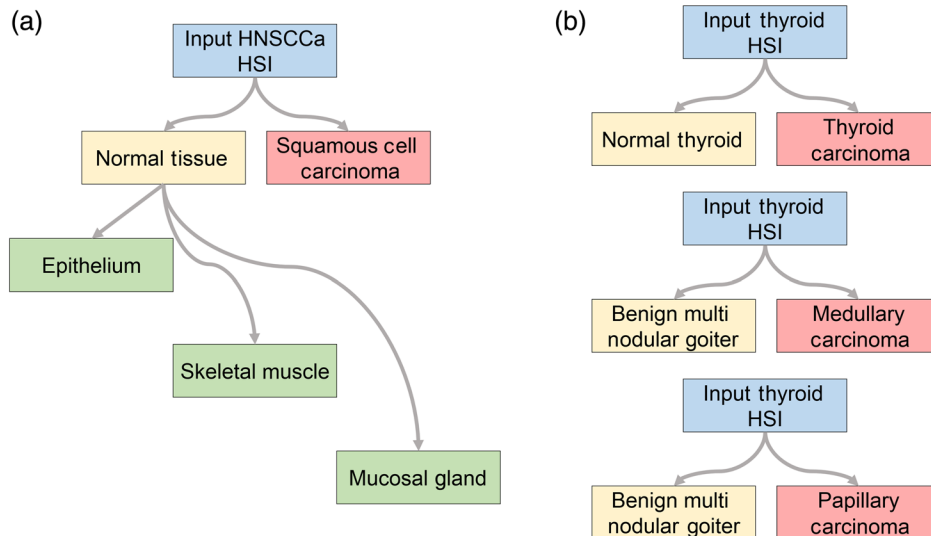 (a)
Input HNSCCa
HSI
Normal tissue
Squamous cell
carcinoma
Epithelium
Skeletal muscle
Mucosal gland
(b)
Input thyroid
HSI
Normal thyroid
Thyroid
carcinoma
Input thyroid
HSI
Benign multi
nodular goiter
Medullary
carcinoma
Input thyroid
HSI
Benign multi
nodular goiter
Papillary
carcinoma